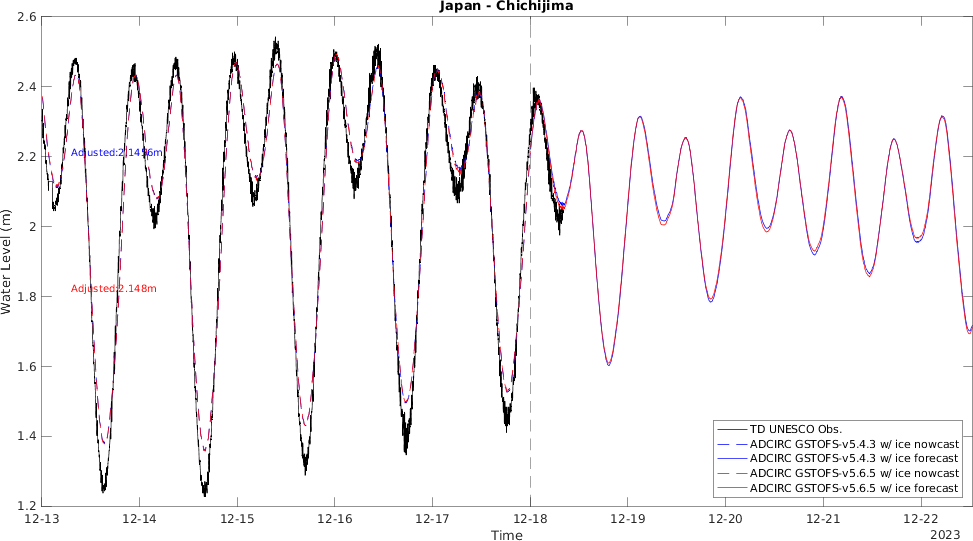 Japan - Chichijima
2.6
2.4
2.2
2
1.8
1.6
1.4
1.2
Water Level (m)
Adjusted:2.1456m
Adjusted:2.148m
TD UNESCO Obs.
ADCIRC GSTOFS-v5.4.3 w/ ice nowcast
ADCIRC GSTOFS-v5.4.3 w/ ice forecast
ADCIRC GSTOFS-v5.6.5 w/ ice nowcast
ADCIRC GSTOFS-v5.6.5 w/ ice forecast
12-13 12-14 12-15 12-16 12-17 12-18 12-19 12-20 12-21 12-22
Time
2023